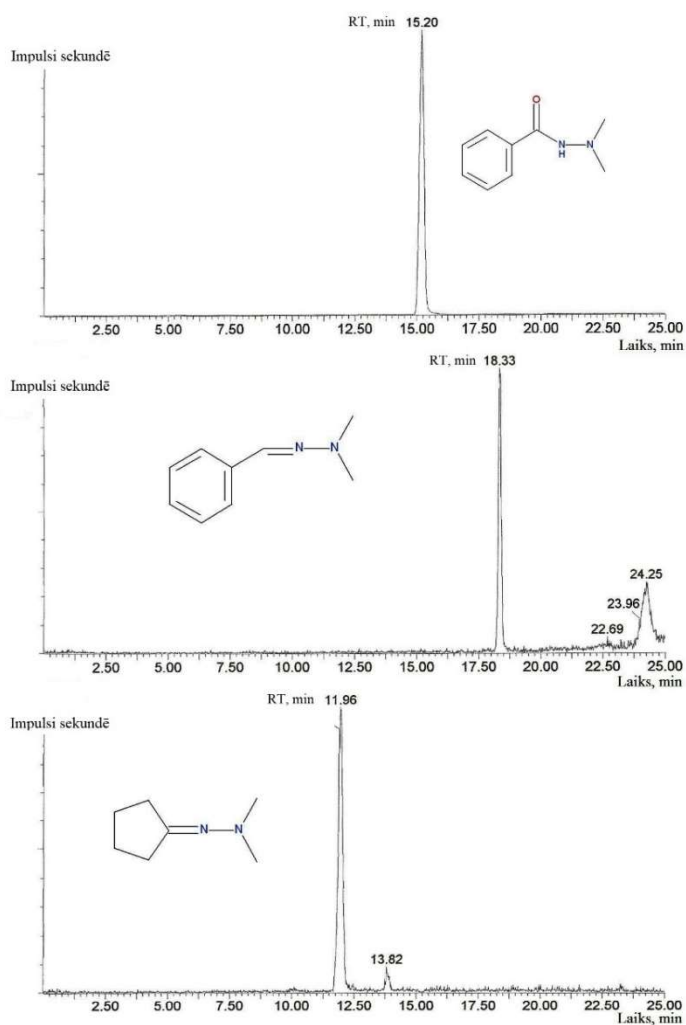 RT, min 15.20
Impulsi sekundē
O
N
H
N
2.50 5.00 7.50 10.00 12.50 15.00 17.50 20.00 22.50 25.00
Laiks, min
RT, min 18.33
Impulsi sekundē
N N
24.25
23.96
22.69
2.50 5.00 7.50 10.00 12.50 15.00 17.50 20.00 22.50 25.00
Laiks, min
RT, min 11.96
Impulsi sekundē
N N
13.82
2.50 5.00 7.50 10.00 12.50 15.00 17.50 20.00 22.50 25.00
Laiks, min